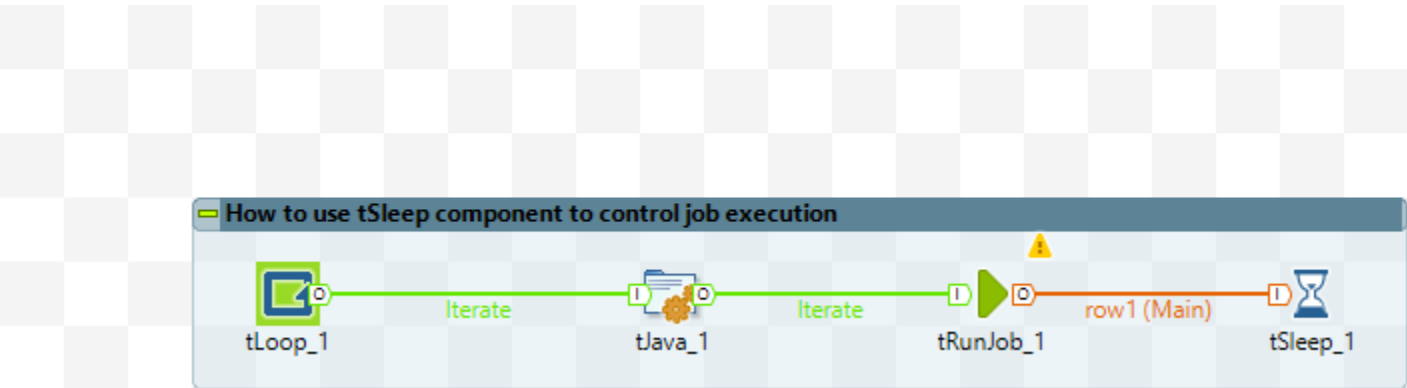 How to use tSleep component to control job execution
O I O I O I
Iterate Iterate row1 (Main)
tLoop_1 tJava_1 tRunJob_1 tSleep_1